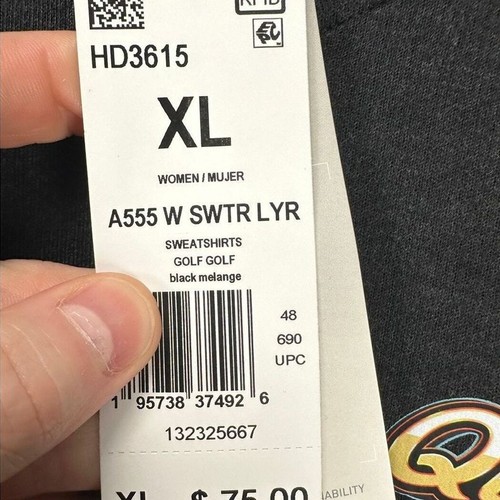 HD3615
XL
WOMEN / MUJER
A555 W SWTR LYR
SWEATSHIRTS
GOLF GOLF
black melange
48
690
UPC
1 95738 37492 6
132325667
XL $ 75.00